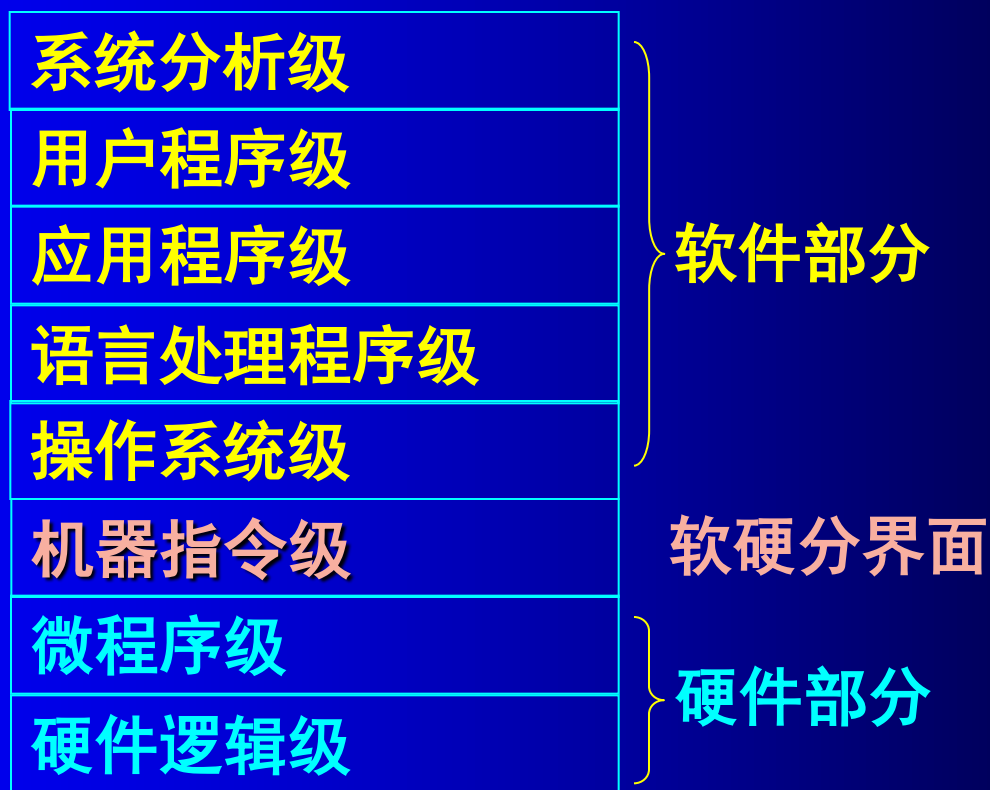 系统分析级
用户程序级
应用程序级
软件部分
语言处理程序级
操作系统级
机器指令级
软硬分界面
微程序级
硬件部分
硬件逻辑级